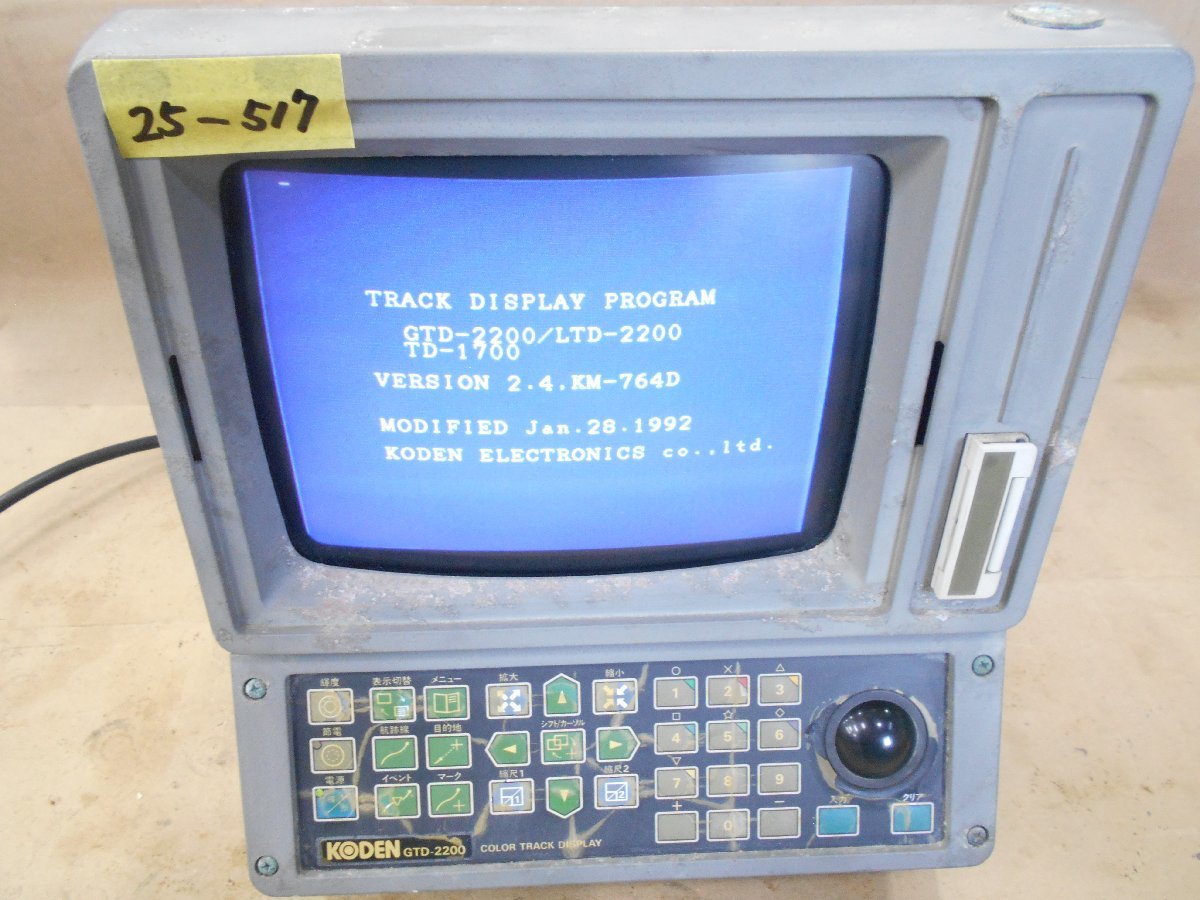 25-517
TRACK DISPLAY PROGRAM
GTD-2200/LTD-2200
TD-1700
VERSION 2.4.KM-764D
MODIFIED Jan.28.1992
KODEN ELECTRONICS co.,ltd.
輝度 表示切替 メニュー 拡大 縮小
○ × △
1 2 3
節電 航跡線 目的地 シフト/カーソル
□ ☆ ◇
4 5 6
電源 イベント マーク 縮尺1 縮尺2
1 2
▽
7 8 9
+ −
0
入力 クリア
KODEN GTD-2200 COLOR TRACK DISPLAY